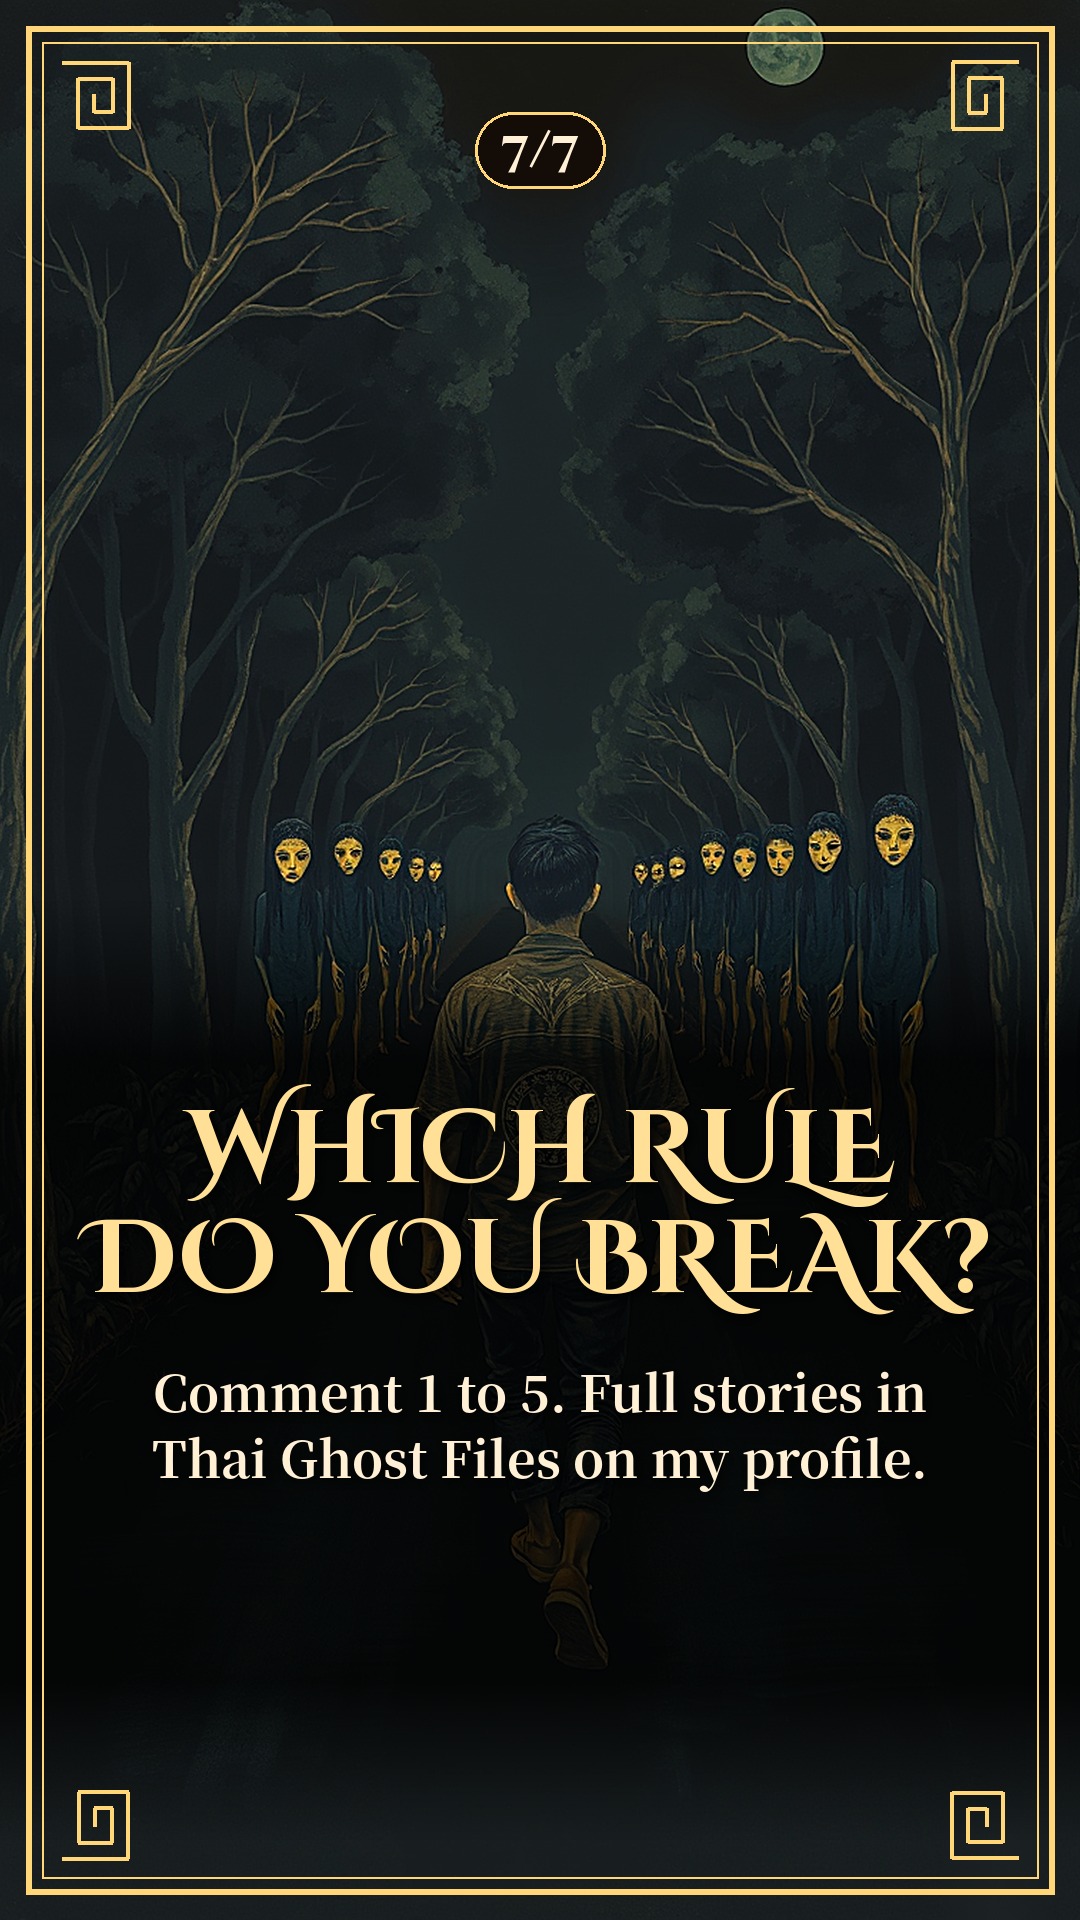 7/7
WHICH RULE
DO YOU BREAK?
Comment 1 to 5. Full stories in
Thai Ghost Files on my profile.